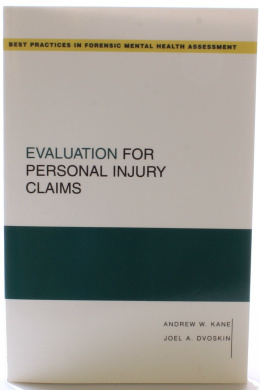 BEST PRACTICES IN FORENSIC MENTAL HEALTH ASSESSMENT
EVALUATION FOR
PERSONAL INJURY
CLAIMS
ANDREW W. KANE
JOEL A. DVOSKIN